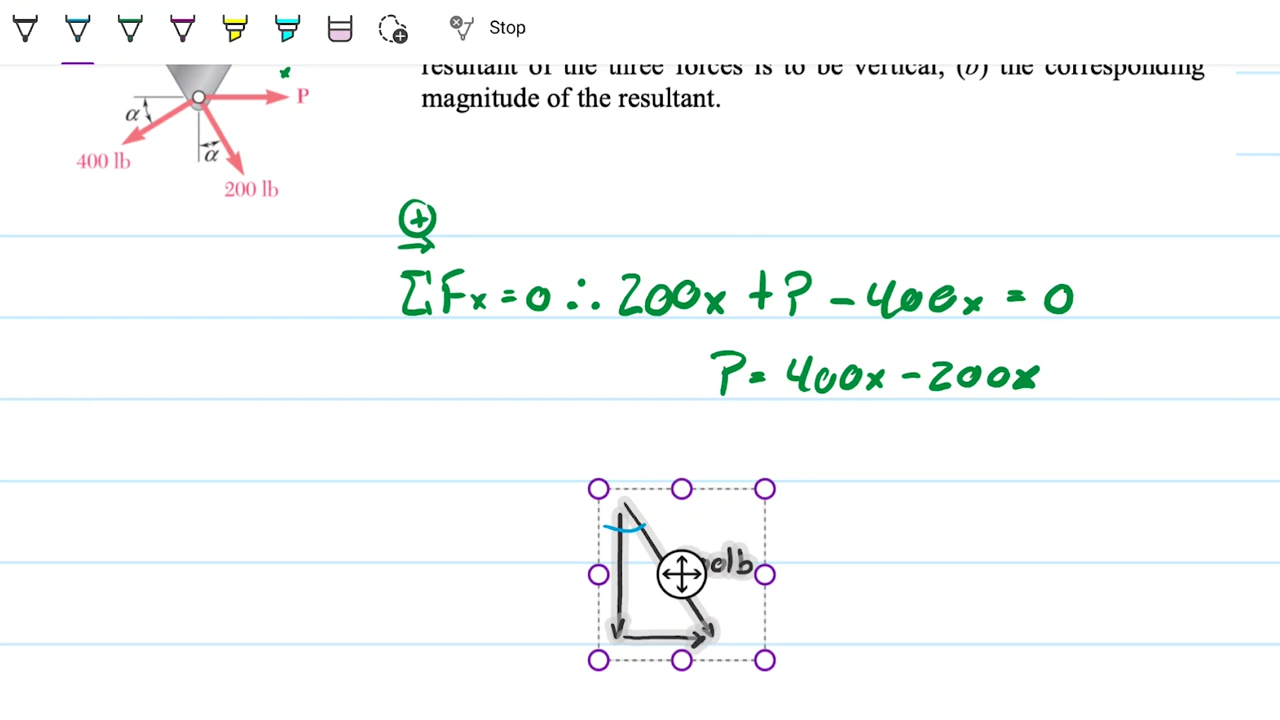 Stop
resultant of the three forces is to be vertical, (b) the corresponding
magnitude of the resultant.
P
α
400 lb
α
200 lb
+
ΣFx = 0 ∴ 200x + P - 400x = 0
P = 400x - 200x
lb